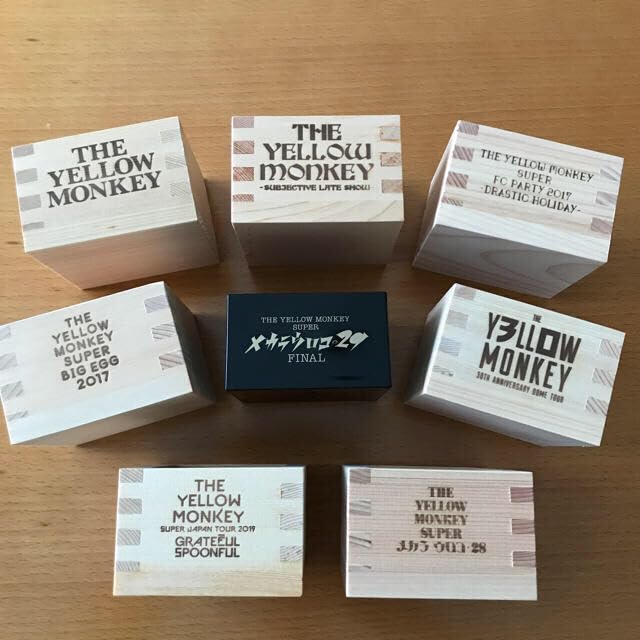 THE
YELLOW
MONKEY
THE
YELLOW
MONKEY
-SUBJECTIVE LATE SHOW
THE YELLOW MONKEY
SUPER
FC PARTY 2017
-DRASTIC HOLIDAY-
THE
YELLOW
MONKEY
SUPER
BIG EGG
2017
THE YELLOW MONKEY
SUPER
メカラ ウロコ・29
FINAL
THE
Y3LLOW
MONKEY
30TH ANNIVERSARY DOME TOUR
THE
YELLOW
MONKEY
SUPER JAPAN TOUR 2019
GRATEFUL
SPOONFUL
THE
YELLOW
MONKEY
SUPER
メカラ ウロコ・28